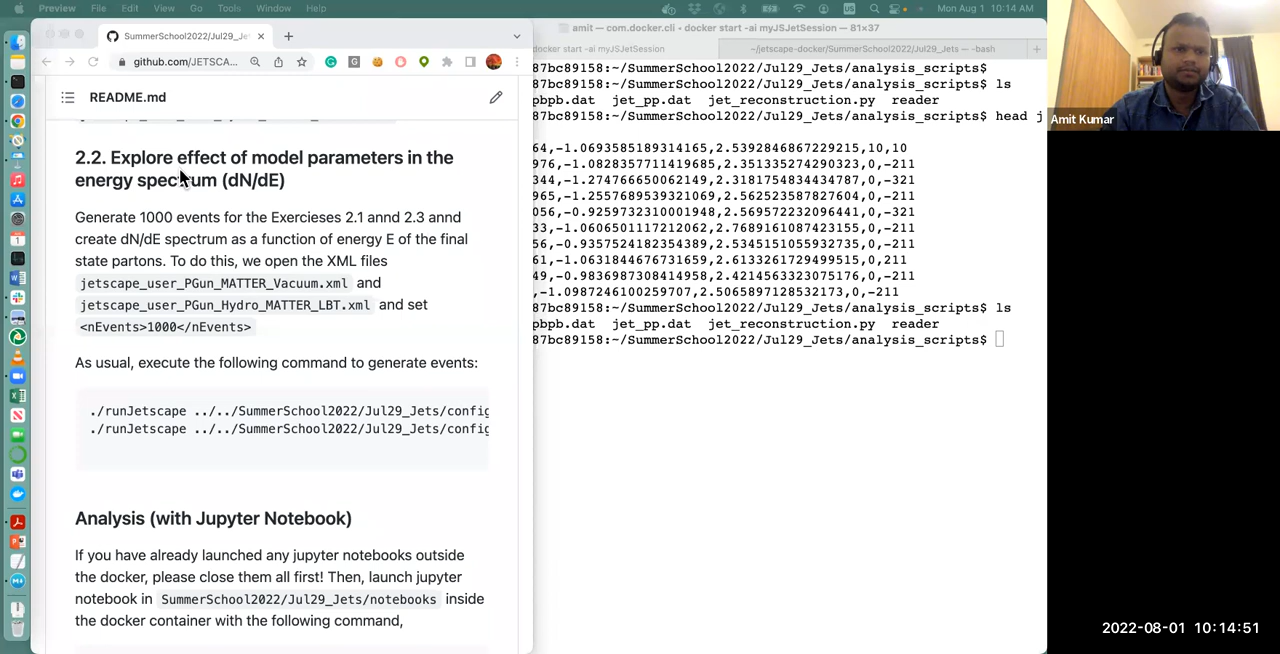 Preview File Edit View Go Tools Window Help
US
Mon Aug 1 10:14 AM
SummerSchool2022/Jul29_Je
amit — com.docker.cli • docker start -ai myJSJetSession — 81×37
docker start -ai myJSJetSession
~/jetscape-docker/SummerSchool2022/Jul29_Jets — -bash
github.com/JETSCA...
README.md
2.2. Explore effect of model parameters in the
energy spectrum (dN/dE)
Generate 1000 events for the Exercieses 2.1 annd 2.3 annd
create dN/dE spectrum as a function of energy E of the final
state partons. To do this, we open the XML files
jetscape_user_PGun_MATTER_Vacuum.xml and
jetscape_user_PGun_Hydro_MATTER_LBT.xml and set
<nEvents>1000</nEvents>
As usual, execute the following command to generate events:
./runJetscape ../../SummerSchool2022/Jul29_Jets/config
./runJetscape ../../SummerSchool2022/Jul29_Jets/config
Analysis (with Jupyter Notebook)
If you have already launched any jupyter notebooks outside
the docker, please close them all first! Then, launch jupyter
notebook in SummerSchool2022/Jul29_Jets/notebooks inside
the docker container with the following command,
87bc89158:~/SummerSchool2022/Jul29_Jets/analysis_scripts$
87bc89158:~/SummerSchool2022/Jul29_Jets/analysis_scripts$ ls
pbpb.dat jet_pp.dat jet_reconstruction.py reader
87bc89158:~/SummerSchool2022/Jul29_Jets/analysis_scripts$ head j
64,-1.0693585189314165,2.5392846867229215,10,10
976,-1.0828357711419685,2.351335274290323,0,-211
344,-1.274766650062149,2.3181754834434787,0,-321
965,-1.2557689539321069,2.562523587827604,0,-211
056,-0.9259732310001948,2.569572232096441,0,-321
33,-1.0606501117212062,2.7689161087423155,0,-211
56,-0.9357524182354389,2.5345151055932735,0,-211
61,-1.0631844676731659,2.6133261729499515,0,211
49,-0.9836987308414958,2.4214563323075176,0,-211
,-1.0987246100259707,2.5065897128532173,0,-211
87bc89158:~/SummerSchool2022/Jul29_Jets/analysis_scripts$ ls
pbpb.dat jet_pp.dat jet_reconstruction.py reader
87bc89158:~/SummerSchool2022/Jul29_Jets/analysis_scripts$
Amit Kumar
2022-08-01 10:14:51